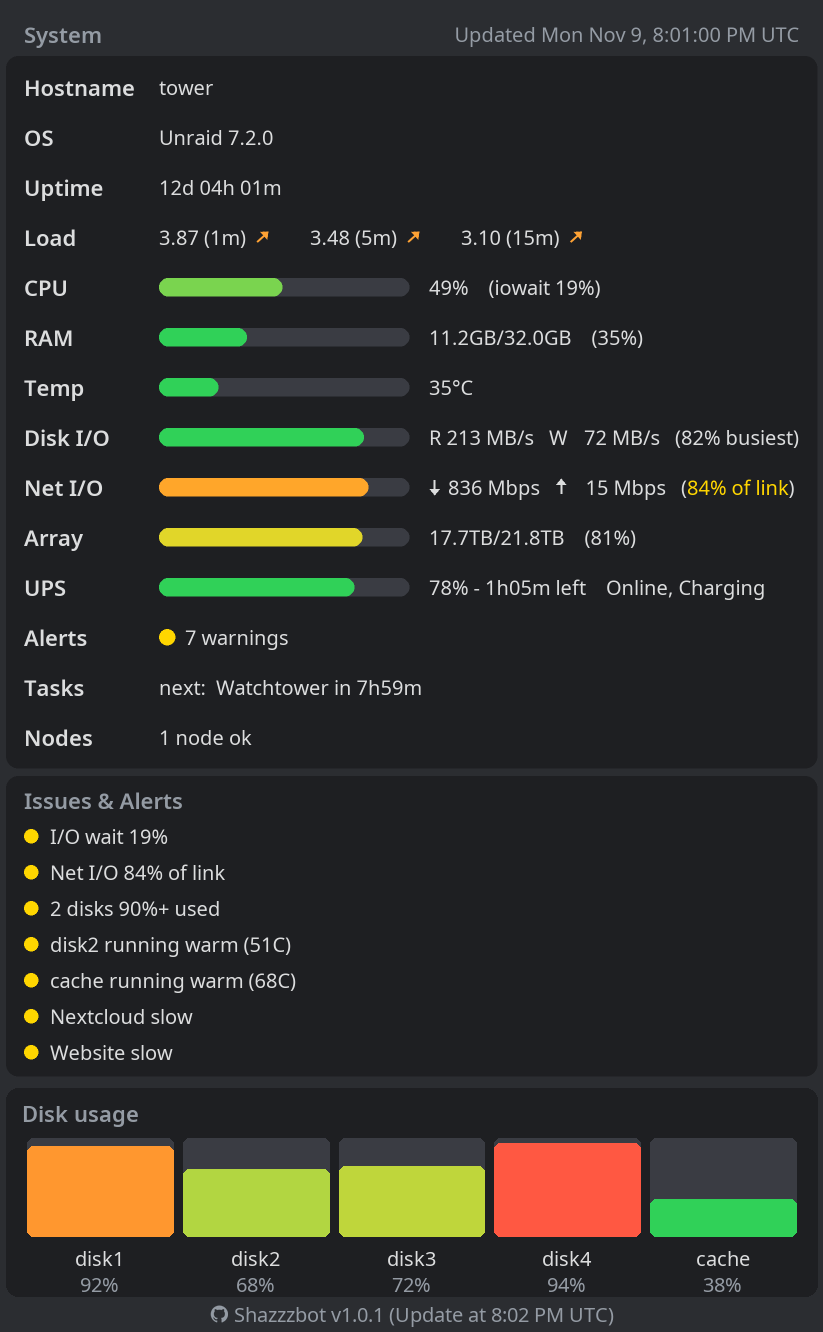 System Updated Mon Nov 9, 8:01:00 PM UTC
Hostname tower
OS Unraid 7.2.0
Uptime 12d 04h 01m
Load 3.87 (1m) ↗ 3.48 (5m) ↗ 3.10 (15m) ↗
CPU 49% (iowait 19%)
RAM 11.2GB/32.0GB (35%)
Temp 35°C
Disk I/O R 213 MB/s W 72 MB/s (82% busiest)
Net I/O ↓ 836 Mbps ↑ 15 Mbps (84% of link)
Array 17.7TB/21.8TB (81%)
UPS 78% - 1h05m left Online, Charging
Alerts 7 warnings
Tasks next: Watchtower in 7h59m
Nodes 1 node ok
Issues & Alerts
I/O wait 19%
Net I/O 84% of link
2 disks 90%+ used
disk2 running warm (51C)
cache running warm (68C)
Nextcloud slow
Website slow
Disk usage
disk1 disk2 disk3 disk4 cache
92% 68% 72% 94% 38%
Shazzzbot v1.0.1 (Update at 8:02 PM UTC)